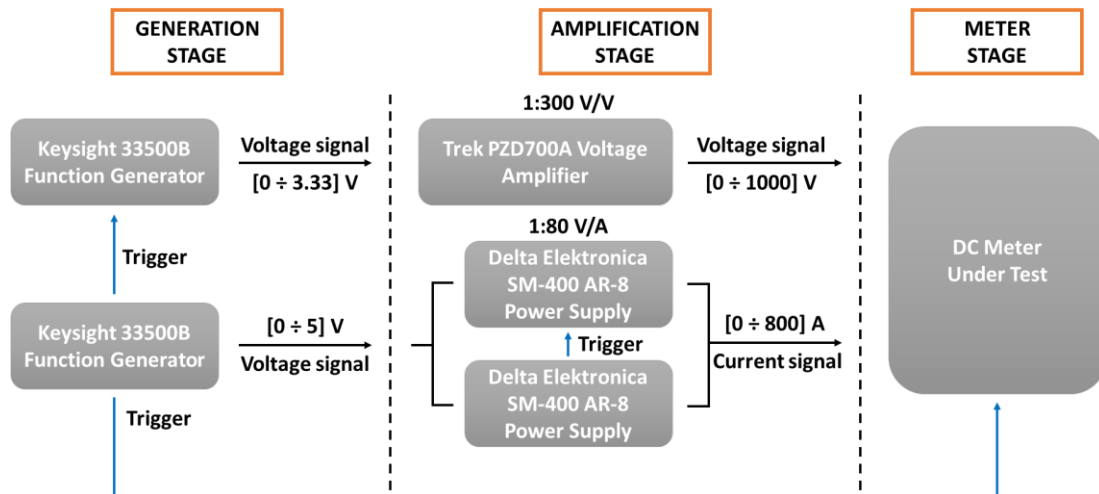 GENERATION
STAGE
AMPLIFICATION
STAGE
METER
STAGE
1:300 V/V
Keysight 33500B
Function Generator
Voltage signal
[0 ÷ 3.33] V
Trek PZD700A Voltage
Amplifier
Voltage signal
[0 ÷ 1000] V
Trigger
1:80 V/A
Delta Elektronica
SM-400 AR-8
Power Supply
DC Meter
Under Test
Keysight 33500B
Function Generator
[0 ÷ 5] V
Voltage signal
Trigger
[0 ÷ 800] A
Current signal
Delta Elektronica
SM-400 AR-8
Power Supply
Trigger